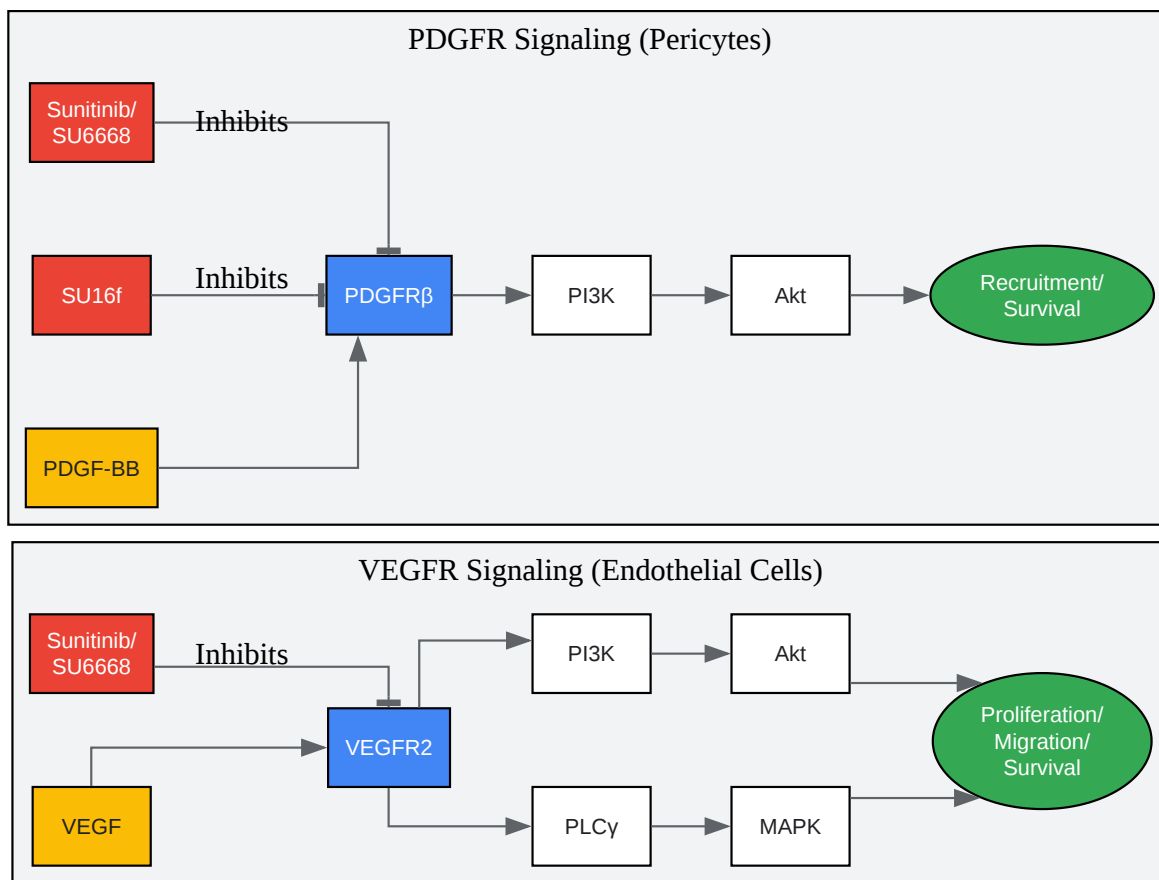 PDGFR Signaling (Pericytes)
Sunitinib/
SU6668
Inhibits
SU16f
Inhibits
PDGFRβ
PI3K
Akt
Recruitment/
Survival
PDGF-BB
VEGFR Signaling (Endothelial Cells)
Sunitinib/
SU6668
Inhibits
PI3K
Akt
VEGFR2
Proliferation/
Migration/
Survival
VEGF
PLCγ
MAPK